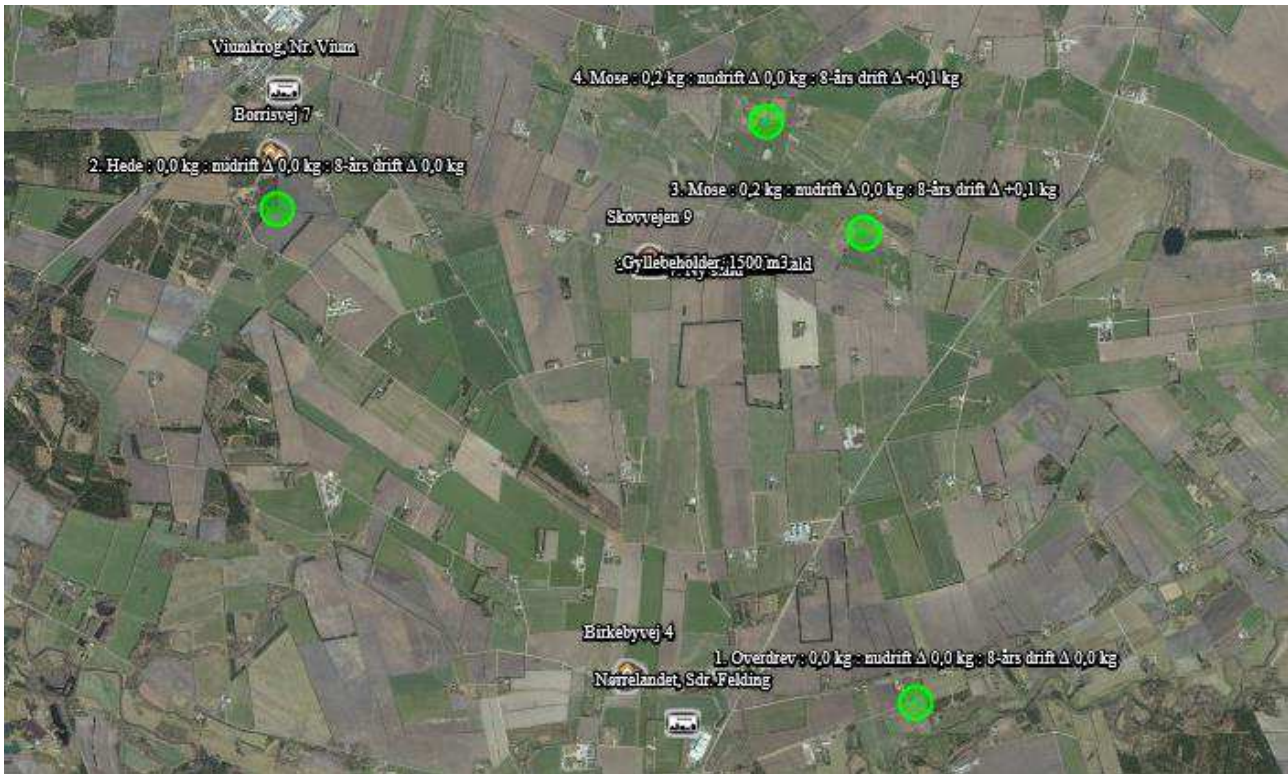 Viumkrog, Nr. Vium
4. Mose : 0,2 kg : nudrift Δ 0,0 kg : 8-års drift Δ +0,1 kg
Borrisvej 7
2. Hede : 0,0 kg : nudrift Δ 0,0 kg : 8-års drift Δ 0,0 kg
3. Mose : 0,2 kg : nudrift Δ 0,0 kg : 8-års drift Δ +0,1 kg
Skovvejen 9
Gyllebeholder, 1500 m3
Birkebyvej 4
1. Overdrev : 0,0 kg : nudrift Δ 0,0 kg : 8-års drift Δ 0,0 kg
Nørrelandet, Sdr. Felding